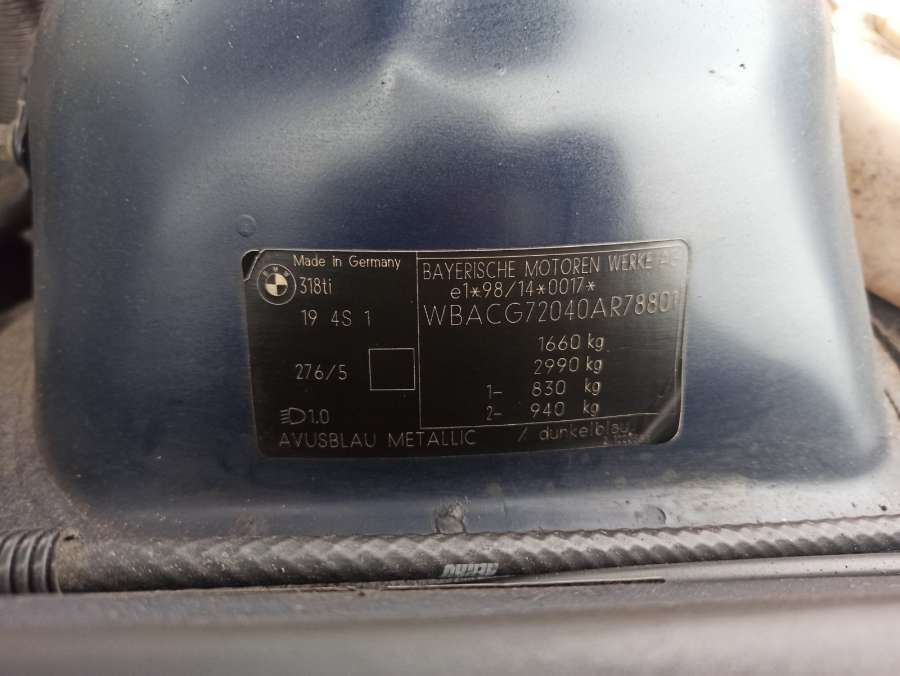 Made in Germany
BMW
318ti
19 4S 1
276/5
1.0
AVUSBLAU METALLIC / dunkelblau
BAYERISCHE MOTOREN WERKE AG
e1*98/14*0017*
WBACG72040AR78801
1660 kg
2990 kg
1- 830 kg
2- 940 kg